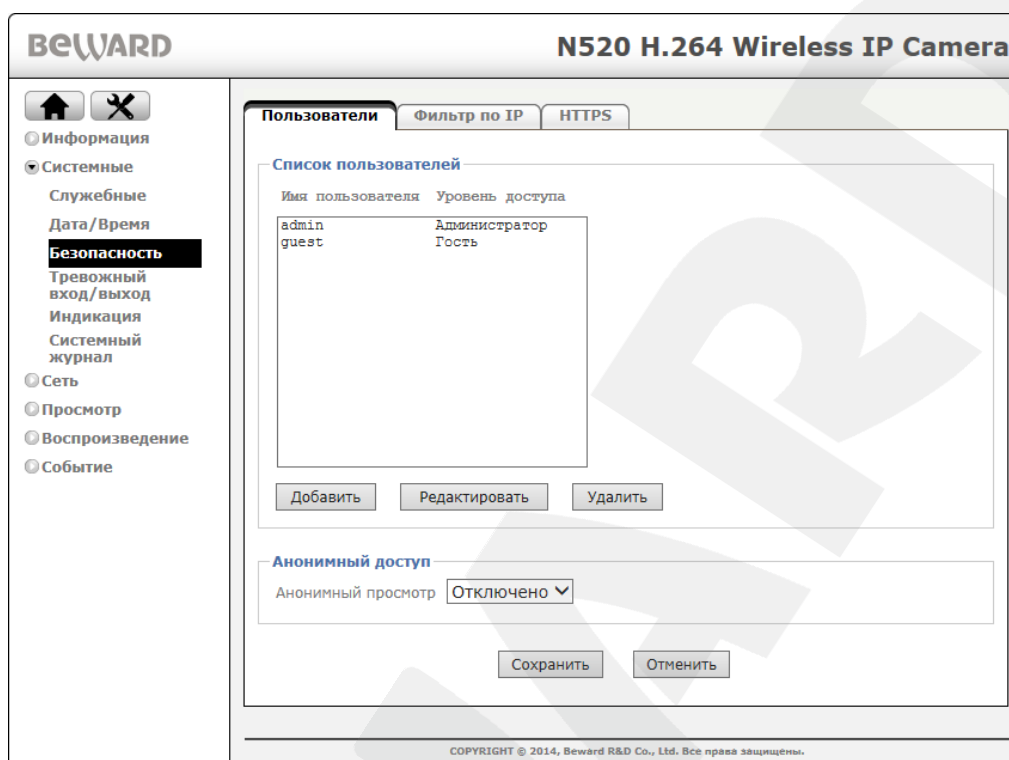 BEWARD
N520 H.264 Wireless IP Camera
Информация
Системные
Служебные
Дата/Время
Безопасность
Тревожный
вход/выход
Индикация
Системный
журнал
Сеть
Просмотр
Воспроизведение
Событие
Пользователи Фильтр по IP HTTPS
Список пользователей
Имя пользователя Уровень доступа
admin Администратор
guest Гость
Добавить Редактировать Удалить
Анонимный доступ
Анонимный просмотр Отключено
Сохранить Отменить
COPYRIGHT © 2014, Beward R&D Co., Ltd. Все права защищены.